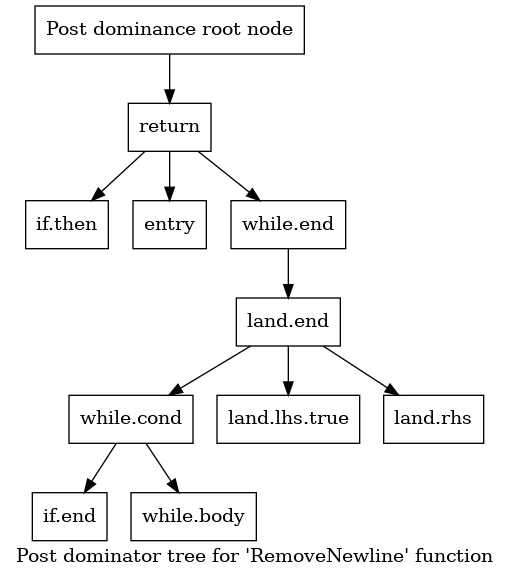 Post dominance root node
return
if.then
entry
while.end
land.end
while.cond
land.lhs.true
land.rhs
if.end
while.body
Post dominator tree for 'RemoveNewline' function